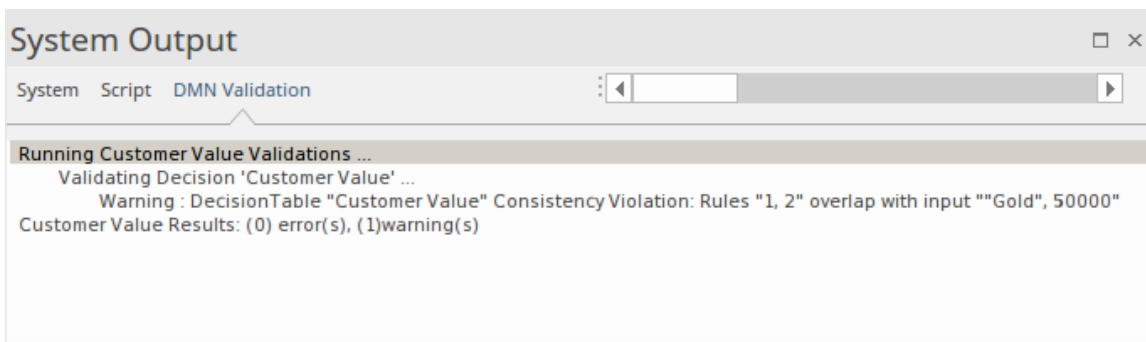 System Output
System Script DMN Validation
Running Customer Value Validations ...
Validating Decision 'Customer Value' ...
Warning : DecisionTable "Customer Value" Consistency Violation: Rules "1, 2" overlap with input ""Gold", 50000"
Customer Value Results: (0) error(s), (1)warning(s)